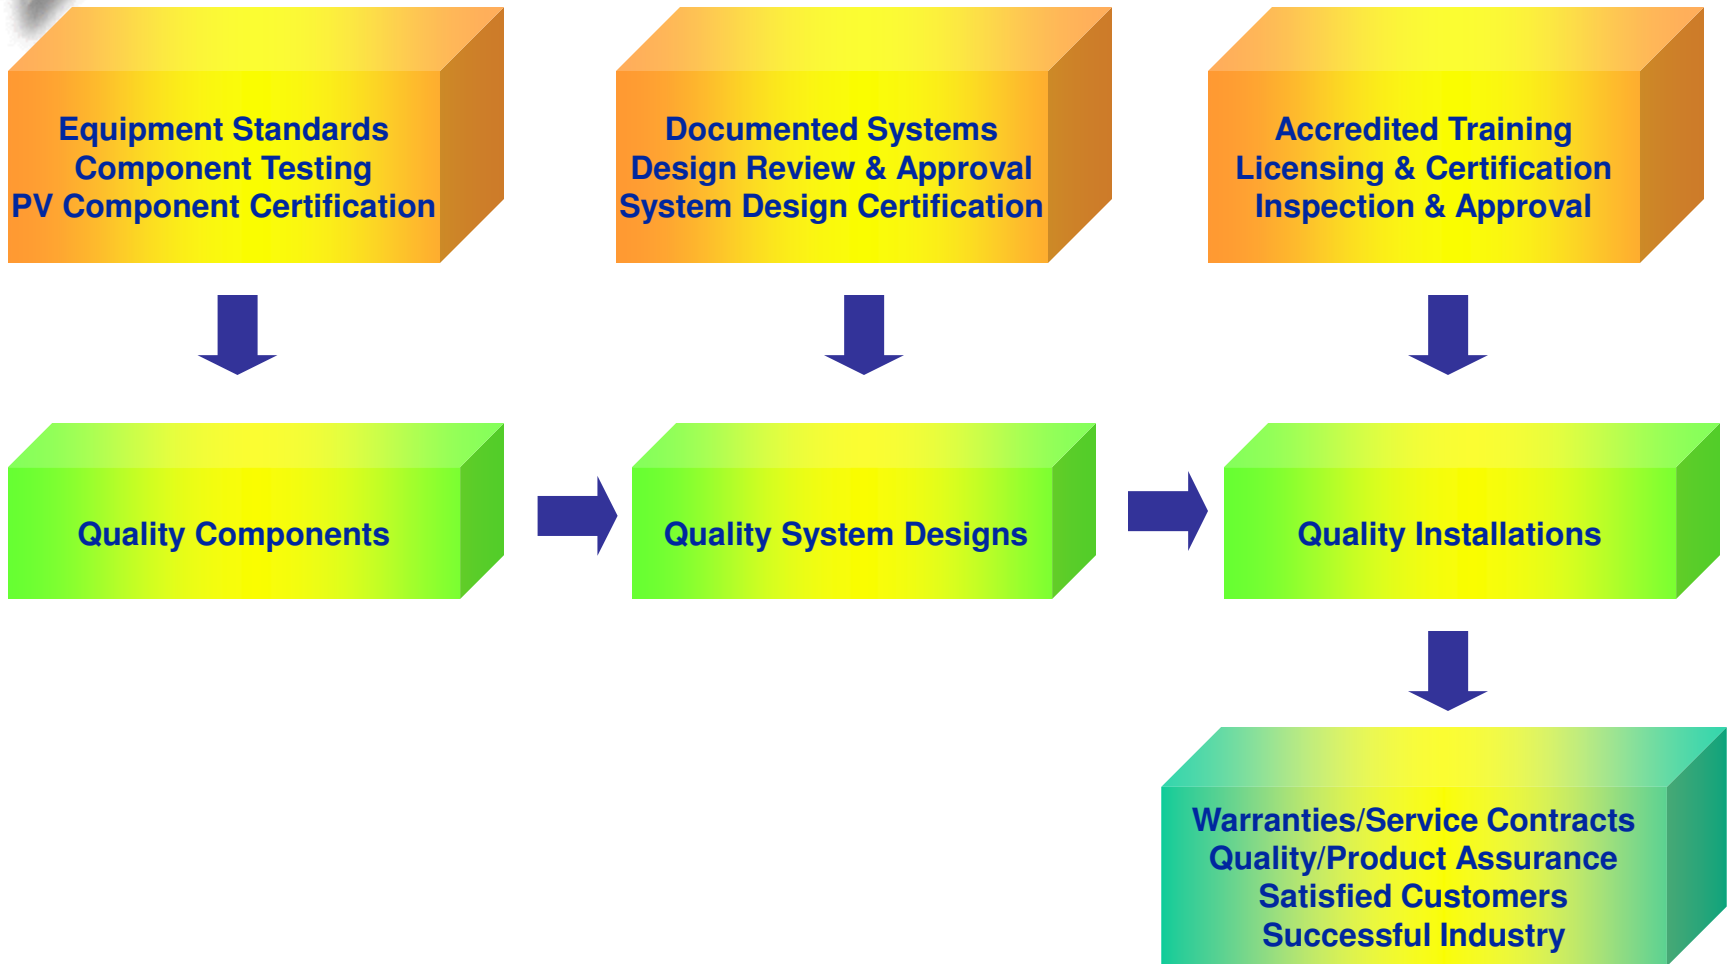 Equipment Standards
Component Testing
PV Component Certification
Documented Systems
Design Review & Approval
System Design Certification
Accredited Training
Licensing & Certification
Inspection & Approval
Quality Components
Quality System Designs
Quality Installations
Warranties/Service Contracts
Quality/Product Assurance
Satisfied Customers
Successful Industry